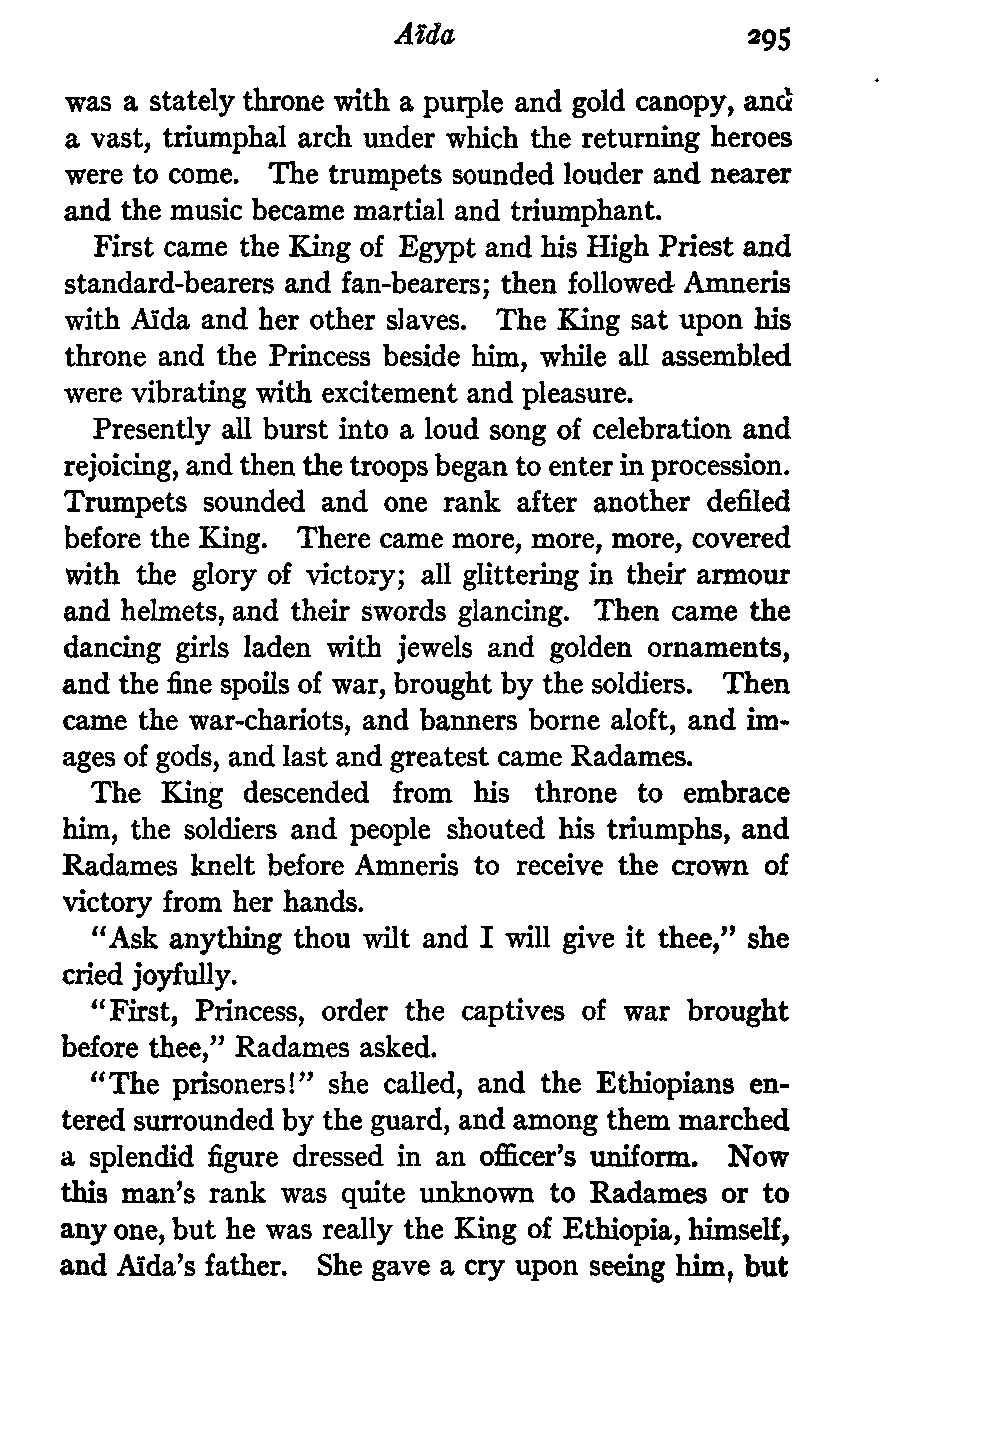 Aïda 295
was a stately throne with a purple and gold canopy, and
a vast, triumphal arch under which the returning heroes
were to come. The trumpets sounded louder and nearer
and the music became martial and triumphant.
First came the King of Egypt and his High Priest and
standard-bearers and fan-bearers; then followed Amneris
with Aïda and her other slaves. The King sat upon his
throne and the Princess beside him, while all assembled
were vibrating with excitement and pleasure.
Presently all burst into a loud song of celebration and
rejoicing, and then the troops began to enter in procession.
Trumpets sounded and one rank after another defiled
before the King. There came more, more, more, covered
with the glory of victory; all glittering in their armour
and helmets, and their swords glancing. Then came the
dancing girls laden with jewels and golden ornaments,
and the fine spoils of war, brought by the soldiers. Then
came the war-chariots, and banners borne aloft, and im-
ages of gods, and last and greatest came Radames.
The King descended from his throne to embrace
him, the soldiers and people shouted his triumphs, and
Radames knelt before Amneris to receive the crown of
victory from her hands.
“Ask anything thou wilt and I will give it thee,” she
cried joyfully.
“First, Princess, order the captives of war brought
before thee,” Radames asked.
“The prisoners!” she called, and the Ethiopians en-
tered surrounded by the guard, and among them marched
a splendid figure dressed in an officer’s uniform. Now
this man’s rank was quite unknown to Radames or to
any one, but he was really the King of Ethiopia, himself,
and Aïda’s father. She gave a cry upon seeing him, but